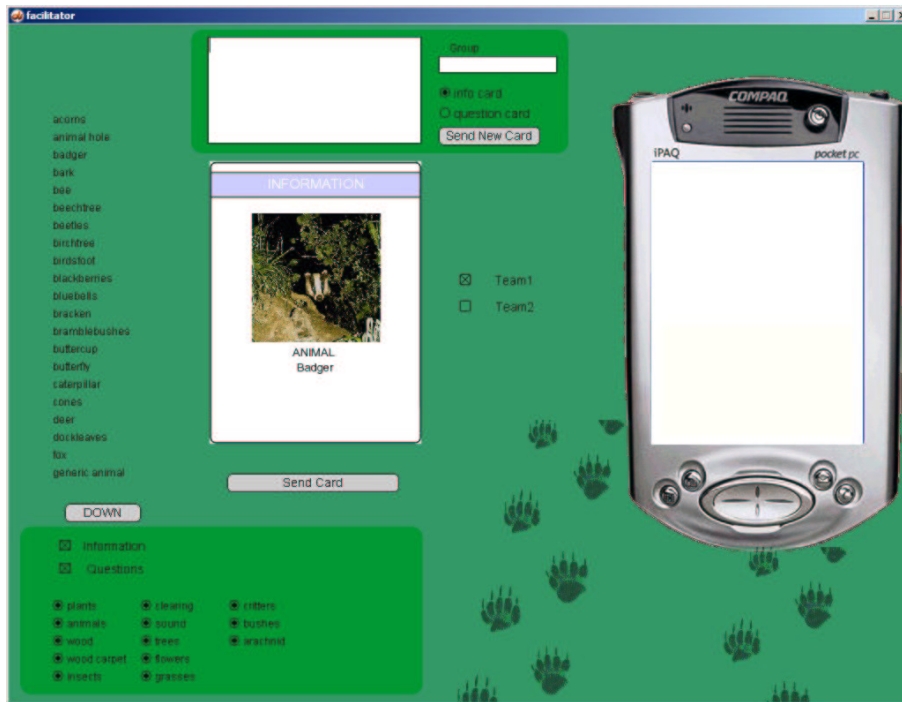 facilitator
Group
info card
question card
Send New Card
acorns
animal hole
badger
bark
bee
beechtree
beetles
birchtree
birdsfoot
blackberries
bluebells
bracken
bramblebushes
buttercup
butterfly
caterpillar
cones
deer
dockleaves
fox
generic animal
DOWN
INFORMATION
ANIMAL
Badger
Send Card
Team1
Team2
COMPAQ
iPAQ pocket pc
Information
Questions
plants clearing critters
animals sound bushes
wood trees arachnid
wood carpet flowers
insects grasses